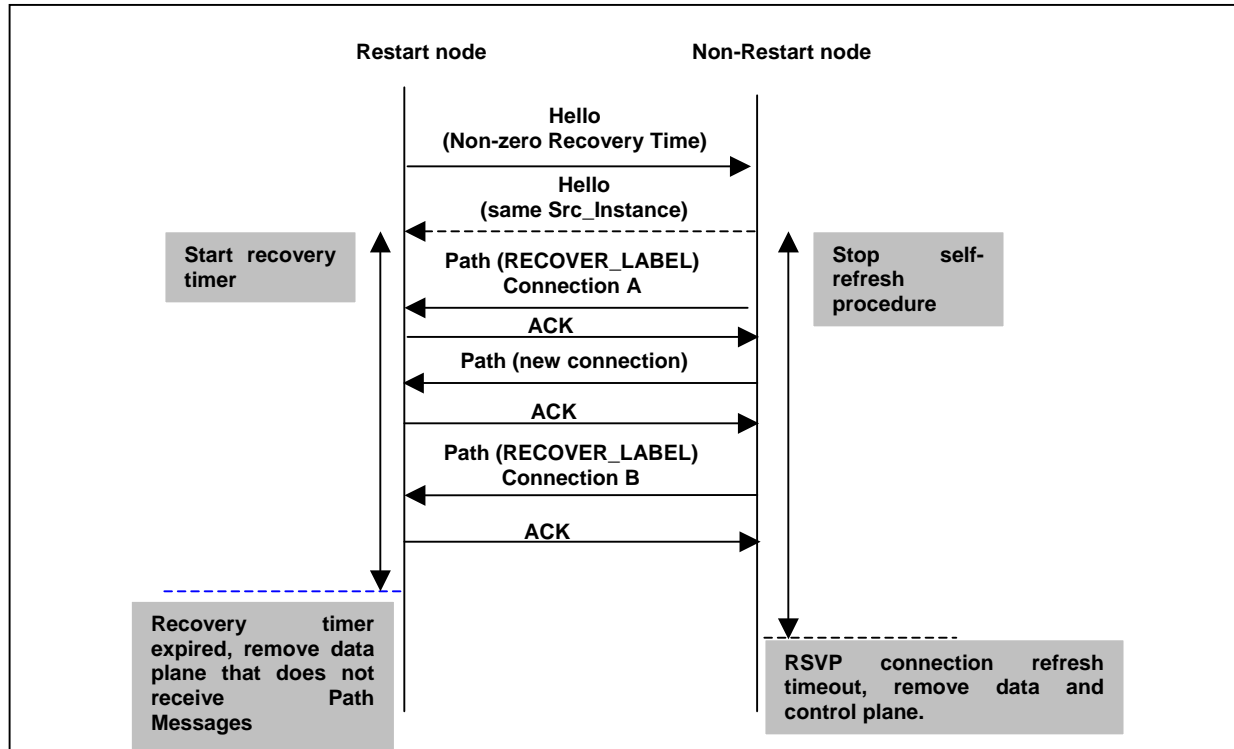 Restart node
Non-Restart node
Hello
(Non-zero Recovery Time)
Hello
(same Src_Instance)
Start recovery
timer
Stop self-
refresh
procedure
Path (RECOVER_LABEL)
Connection A
ACK
Path (new connection)
ACK
Path (RECOVER_LABEL)
Connection B
ACK
Recovery timer
expired, remove data
plane that does not
receive Path
Messages
RSVP connection refresh
timeout, remove data and
control plane.